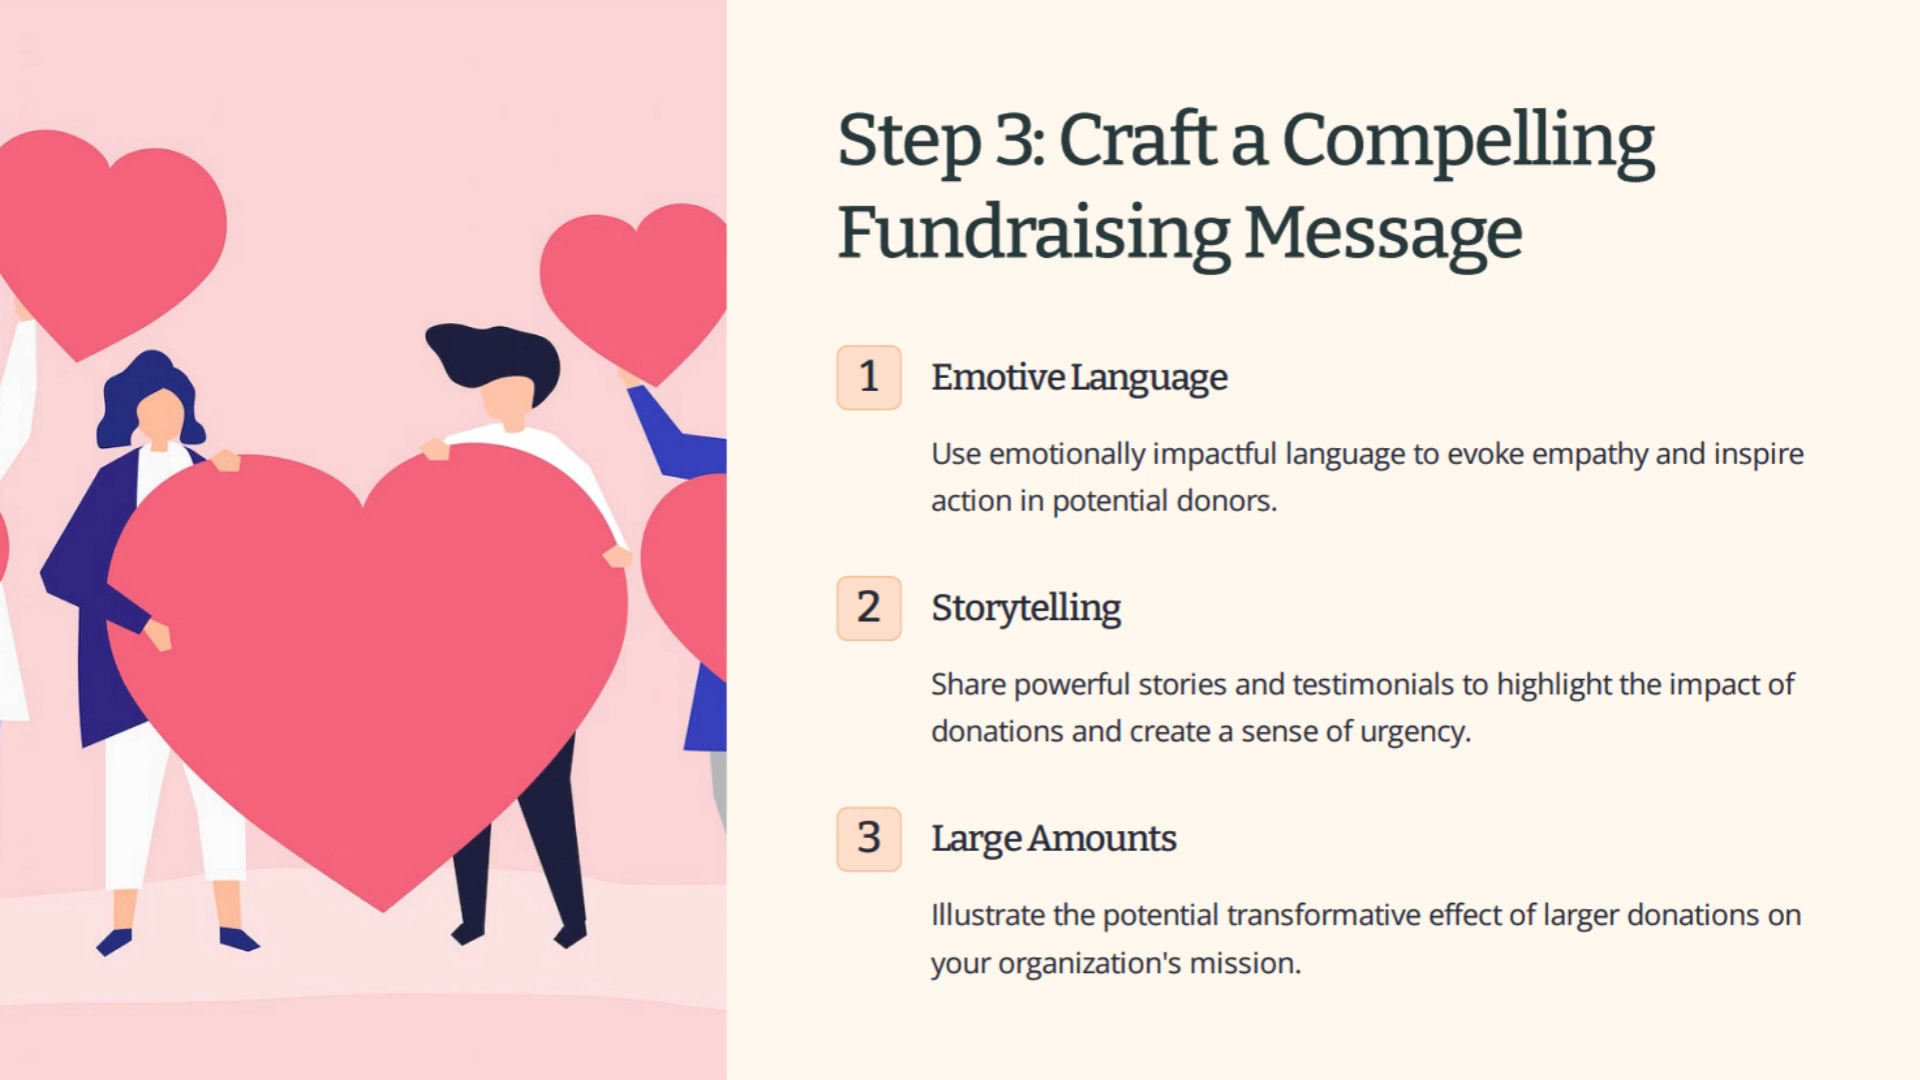 Step 3: Craft a Compelling
Fundraising Message
1
Emotive Language
Use emotionally impactful language to evoke empathy and inspire
action in potential donors.
2
Storytelling
Share powerful stories and testimonials to highlight the impact of
donations and create a sense of urgency.
3
Large Amounts
Illustrate the potential transformative effect of larger donations on
your organization's mission.